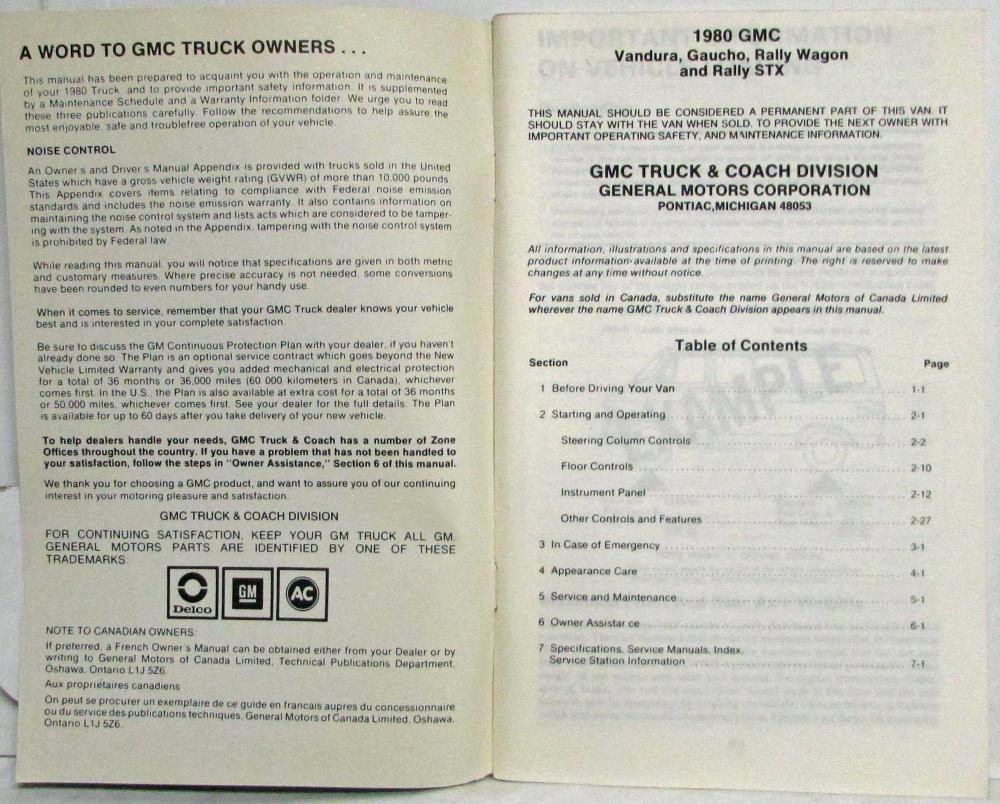 A WORD TO GMC TRUCK OWNERS . . .
This manual has been prepared to acquaint you with the operation and maintenance
of your 1980 Truck, and to provide important safety information. It is supplemented
by a Maintenance Schedule and a Warranty Information folder. We urge you to read
these three publications carefully. Follow the recommendations to help assure the
most enjoyable, safe and troublefree operation of your vehicle.
NOISE CONTROL
An Owner's and Driver's Manual Appendix is provided with trucks sold in the United
States which have a gross vehicle weight rating (GVWR) of more than 10,000 pounds.
This Appendix covers items relating to compliance with Federal noise emission
standards and includes the noise emission warranty. It also contains information on
maintaining the noise control system and lists acts which are considered to be tamper-
ing with the system. As noted in the Appendix, tampering with the noise control system
is prohibited by Federal law.
While reading this manual, you will notice that specifications are given in both metric
and customary measures. Where precise accuracy is not needed, some conversions
have been rounded to even numbers for your handy use.
When it comes to service, remember that your GMC Truck dealer knows your vehicle
best and is interested in your complete satisfaction.
Be sure to discuss the GM Continuous Protection Plan with your dealer, if you haven't
already done so. The Plan is an optional service contract which goes beyond the New
Vehicle Limited Warranty and gives you added mechanical and electrical protection
for a total of 36 months or 36,000 miles (60 000 kilometers in Canada), whichever
comes first. In the U.S., the Plan is also available at extra cost for a total of 36 months
or 50,000 miles, whichever comes first. See your dealer for the full details. The Plan
is available for up to 60 days after you take delivery of your new vehicle.
To help dealers handle your needs, GMC Truck & Coach has a number of Zone
Offices throughout the country. If you have a problem that has not been handled to
your satisfaction, follow the steps in "Owner Assistance," Section 6 of this manual.
We thank you for choosing a GMC product, and want to assure you of our continuing
interest in your motoring pleasure and satisfaction.
GMC TRUCK & COACH DIVISION
FOR CONTINUING SATISFACTION, KEEP YOUR GM TRUCK ALL GM.
GENERAL MOTORS PARTS ARE IDENTIFIED BY ONE OF THESE
TRADEMARKS:
Delco GM AC
NOTE TO CANADIAN OWNERS:
If preferred, a French Owner's Manual can be obtained either from your Dealer or by
writing to General Motors of Canada Limited, Technical Publications Department,
Oshawa, Ontario L1J 5Z6.
Aux propriétaires canadiens
On peut se procurer un exemplaire de ce guide en francais aupres du concessionnaire
ou du service des publications techniques, General Motors of Canada Limited, Oshawa,
Ontario L1J 5Z6.
1980 GMC
Vandura, Gaucho, Rally Wagon
and Rally STX
THIS MANUAL SHOULD BE CONSIDERED A PERMANENT PART OF THIS VAN. IT
SHOULD STAY WITH THE VAN WHEN SOLD, TO PROVIDE THE NEXT OWNER WITH
IMPORTANT OPERATING, SAFETY, AND MAINTENANCE INFORMATION.
GMC TRUCK & COACH DIVISION
GENERAL MOTORS CORPORATION
PONTIAC, MICHIGAN 48053
All information, illustrations and specifications in this manual are based on the latest
product information available at the time of printing. The right is reserved to make
changes at any time without notice.
For vans sold in Canada, substitute the name General Motors of Canada Limited
wherever the name GMC Truck & Coach Division appears in this manual.
Table of Contents
Section Page
1 Before Driving Your Van 1-1
2 Starting and Operating 2-1
Steering Column Controls 2-2
Floor Controls 2-10
Instrument Panel 2-12
Other Controls and Features 2-27
3 In Case of Emergency 3-1
4 Appearance Care 4-1
5 Service and Maintenance 5-1
6 Owner Assistance 6-1
7 Specifications, Service Manuals, Index,
Service Station Information 7-1